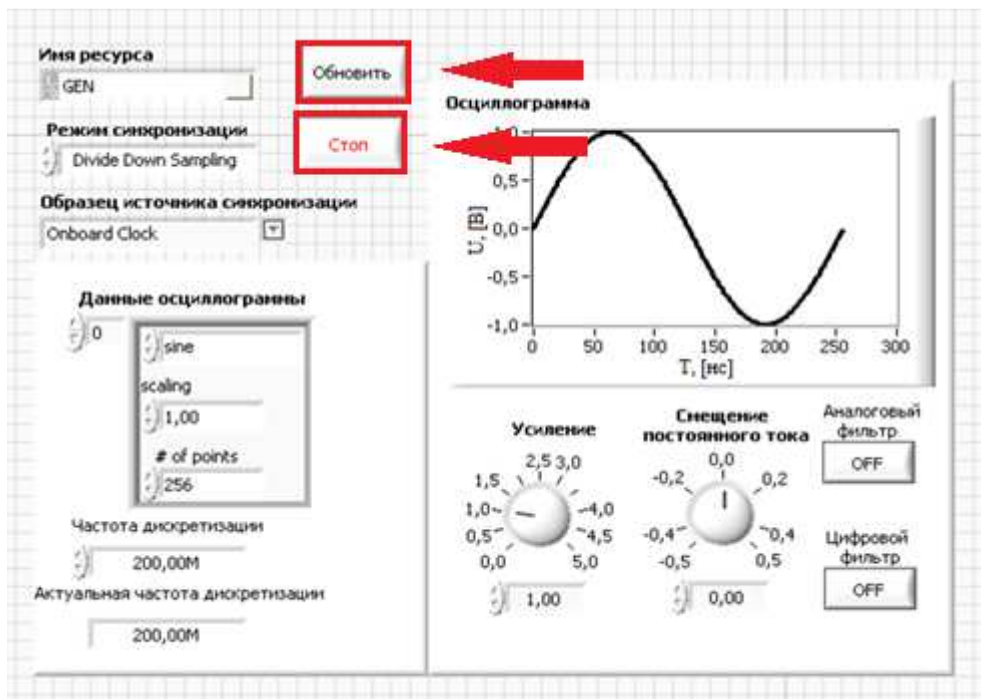 Имя ресурса
GEN
Обновить
Режим синхронизации
Divide Down Sampling
Стоп
Образец источника синхронизации
Onboard Clock
Данные осциллограммы
0
sine
scaling
1,00
# of points
256
Частота дискретизации
200,00M
Актуальная частота дискретизации
200,00M
Осциллограмма
1,0
0,5
0,0
-0,5
-1,0
U, [В]
0 50 100 150 200 250 300
T, [нс]
Усиление
0,0 0,5 1,0 1,5 2,5 3,0 4,0 4,5 5,0
1,00
Смещение
постоянного тока
-0,5 -0,4 -0,2 0,0 0,2 0,4 0,5
0,00
Аналоговый
фильтр
OFF
Цифровой
фильтр
OFF